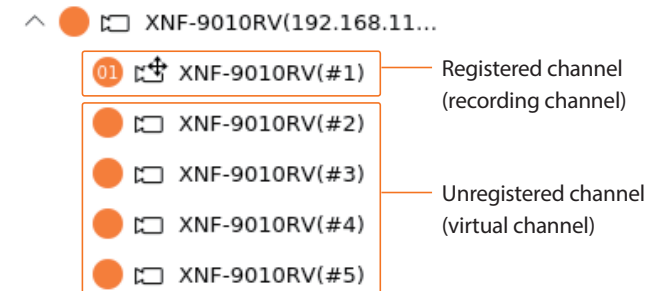 XNF-9010RV(192.168.11...
01 XNF-9010RV(#1)
Registered channel
(recording channel)
XNF-9010RV(#2)
XNF-9010RV(#3)
XNF-9010RV(#4)
XNF-9010RV(#5)
Unregistered channel
(virtual channel)